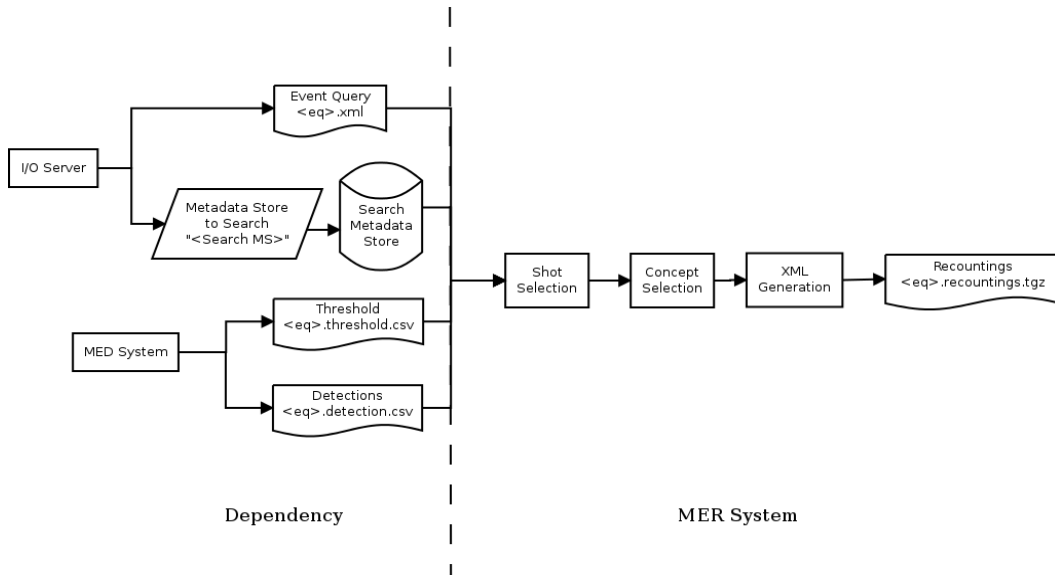 Event Query
<eq>.xml
I/O Server
Metadata Store
to Search
"<Search MS>"
Search
Metadata
Store
Shot
Selection
Concept
Selection
XML
Generation
Recountings
<eq>.recountings.tgz
Threshold
<eq>.threshold.csv
MED System
Detections
<eq>.detection.csv
Dependency
MER System